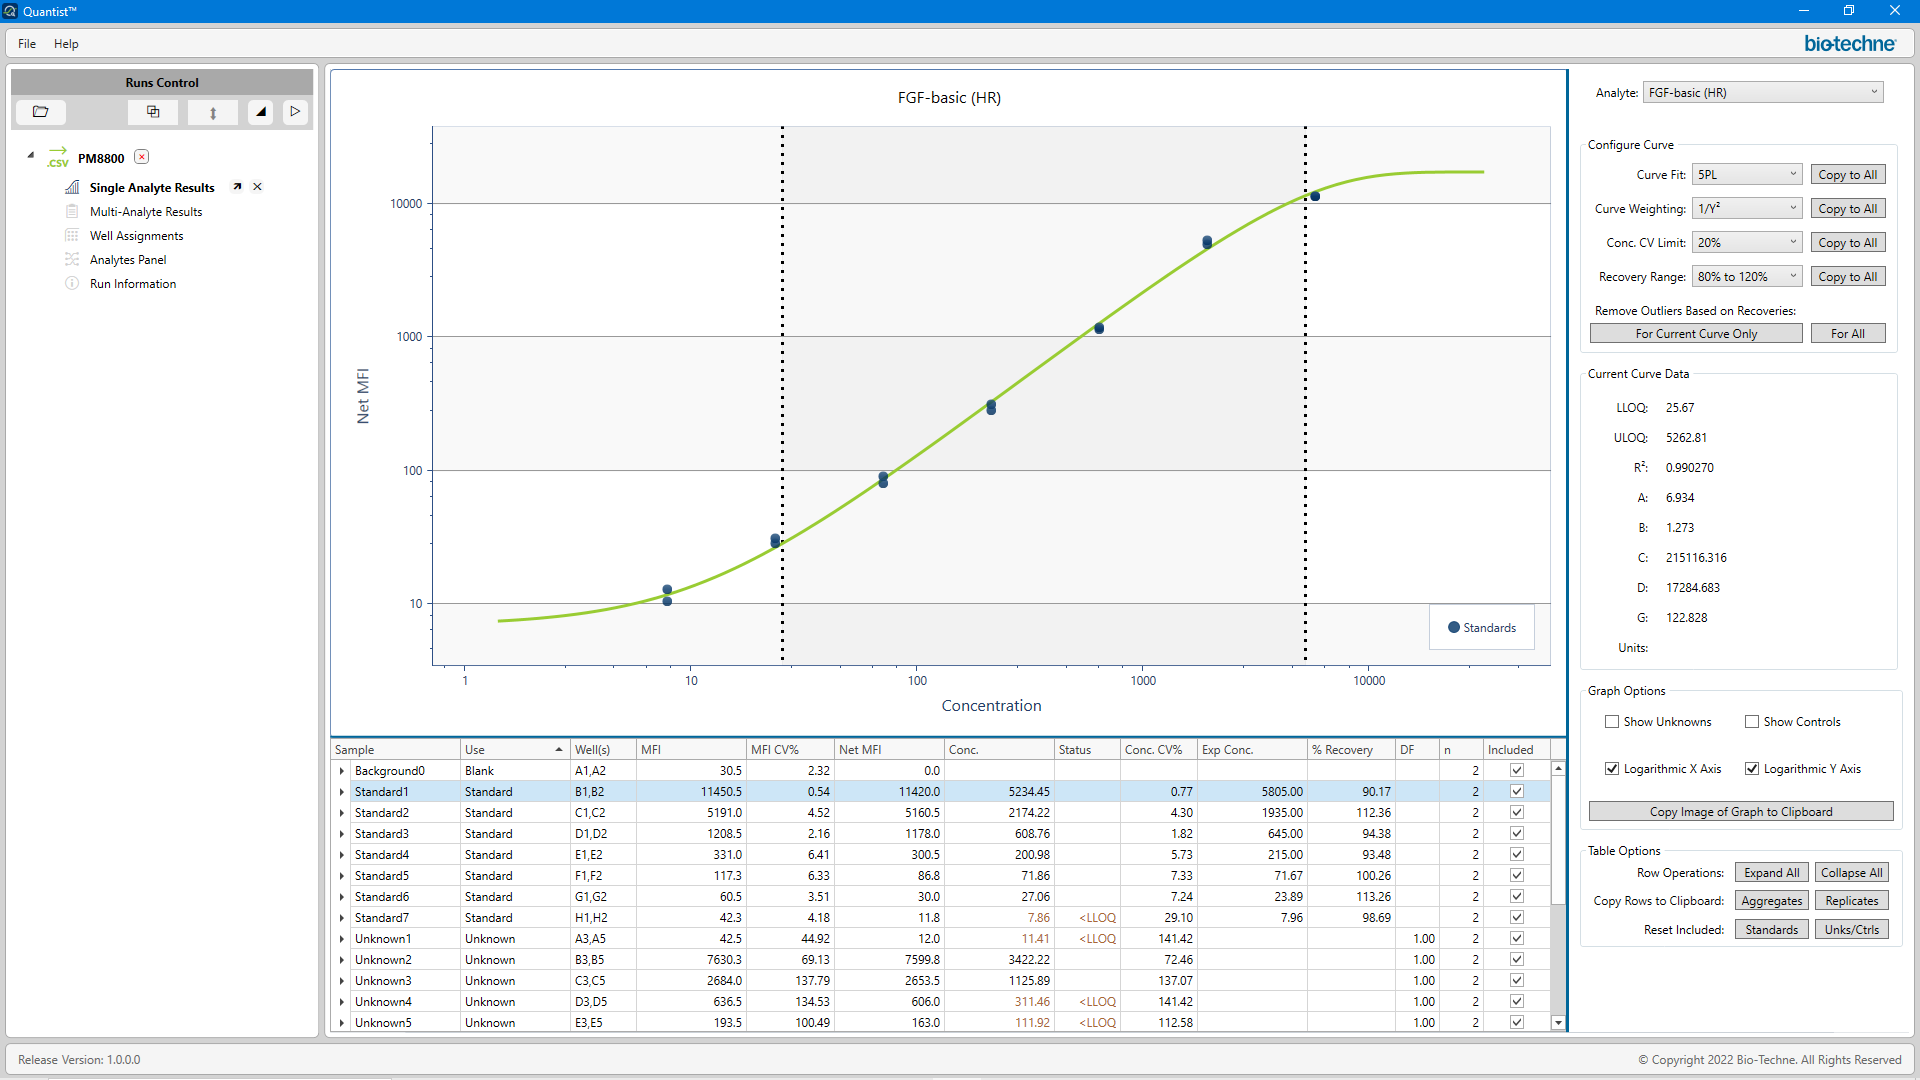 Quantist™
File Help
bio-techne
Runs Control
.CSV PM8800
Single Analyte Results
Multi-Analyte Results
Well Assignments
Analytes Panel
Run Information
FGF-basic (HR)
Net MFI
10000
1000
100
10
1 10 100 1000 10000
Concentration
Standards
Sample Use Well(s) MFI MFI CV% Net MFI Conc. Status Conc. CV% Exp Conc. % Recovery DF n Included
Background0 Blank A1,A2 30.5 2.32 0.0 2
Standard1 Standard B1,B2 11450.5 0.54 11420.0 5234.45 0.77 5805.00 90.17 2
Standard2 Standard C1,C2 5191.0 4.52 5160.5 2174.22 4.30 1935.00 112.36 2
Standard3 Standard D1,D2 1208.5 2.16 1178.0 608.76 1.82 645.00 94.38 2
Standard4 Standard E1,E2 331.0 6.41 300.5 200.98 5.73 215.00 93.48 2
Standard5 Standard F1,F2 117.3 6.33 86.8 71.86 7.33 71.67 100.26 2
Standard6 Standard G1,G2 60.5 3.51 30.0 27.06 7.24 23.89 113.26 2
Standard7 Standard H1,H2 42.3 4.18 11.8 7.86 <LLOQ 29.10 7.96 98.69 2
Unknown1 Unknown A3,A5 42.5 44.92 12.0 11.41 <LLOQ 141.42 1.00 2
Unknown2 Unknown B3,B5 7630.3 69.13 7599.8 3422.22 72.46 1.00 2
Unknown3 Unknown C3,C5 2684.0 137.79 2653.5 1125.89 137.07 1.00 2
Unknown4 Unknown D3,D5 636.5 134.53 606.0 311.46 <LLOQ 141.42 1.00 2
Unknown5 Unknown E3,E5 193.5 100.49 163.0 111.92 <LLOQ 112.58 1.00 2
Analyte: FGF-basic (HR)
Configure Curve
Curve Fit: 5PL Copy to All
Curve Weighting: 1/Y² Copy to All
Conc. CV Limit: 20% Copy to All
Recovery Range: 80% to 120% Copy to All
Remove Outliers Based on Recoveries:
For Current Curve Only For All
Current Curve Data
LLOQ: 25.67
ULOQ: 5262.81
R²: 0.990270
A: 6.934
B: 1.273
C: 215116.316
D: 17284.683
G: 122.828
Units:
Graph Options
Show Unknowns Show Controls
Logarithmic X Axis Logarithmic Y Axis
Copy Image of Graph to Clipboard
Table Options
Row Operations: Expand All Collapse All
Copy Rows to Clipboard: Aggregates Replicates
Reset Included: Standards Unks/Ctrls
Release Version: 1.0.0.0
© Copyright 2022 Bio-Techne. All Rights Reserved